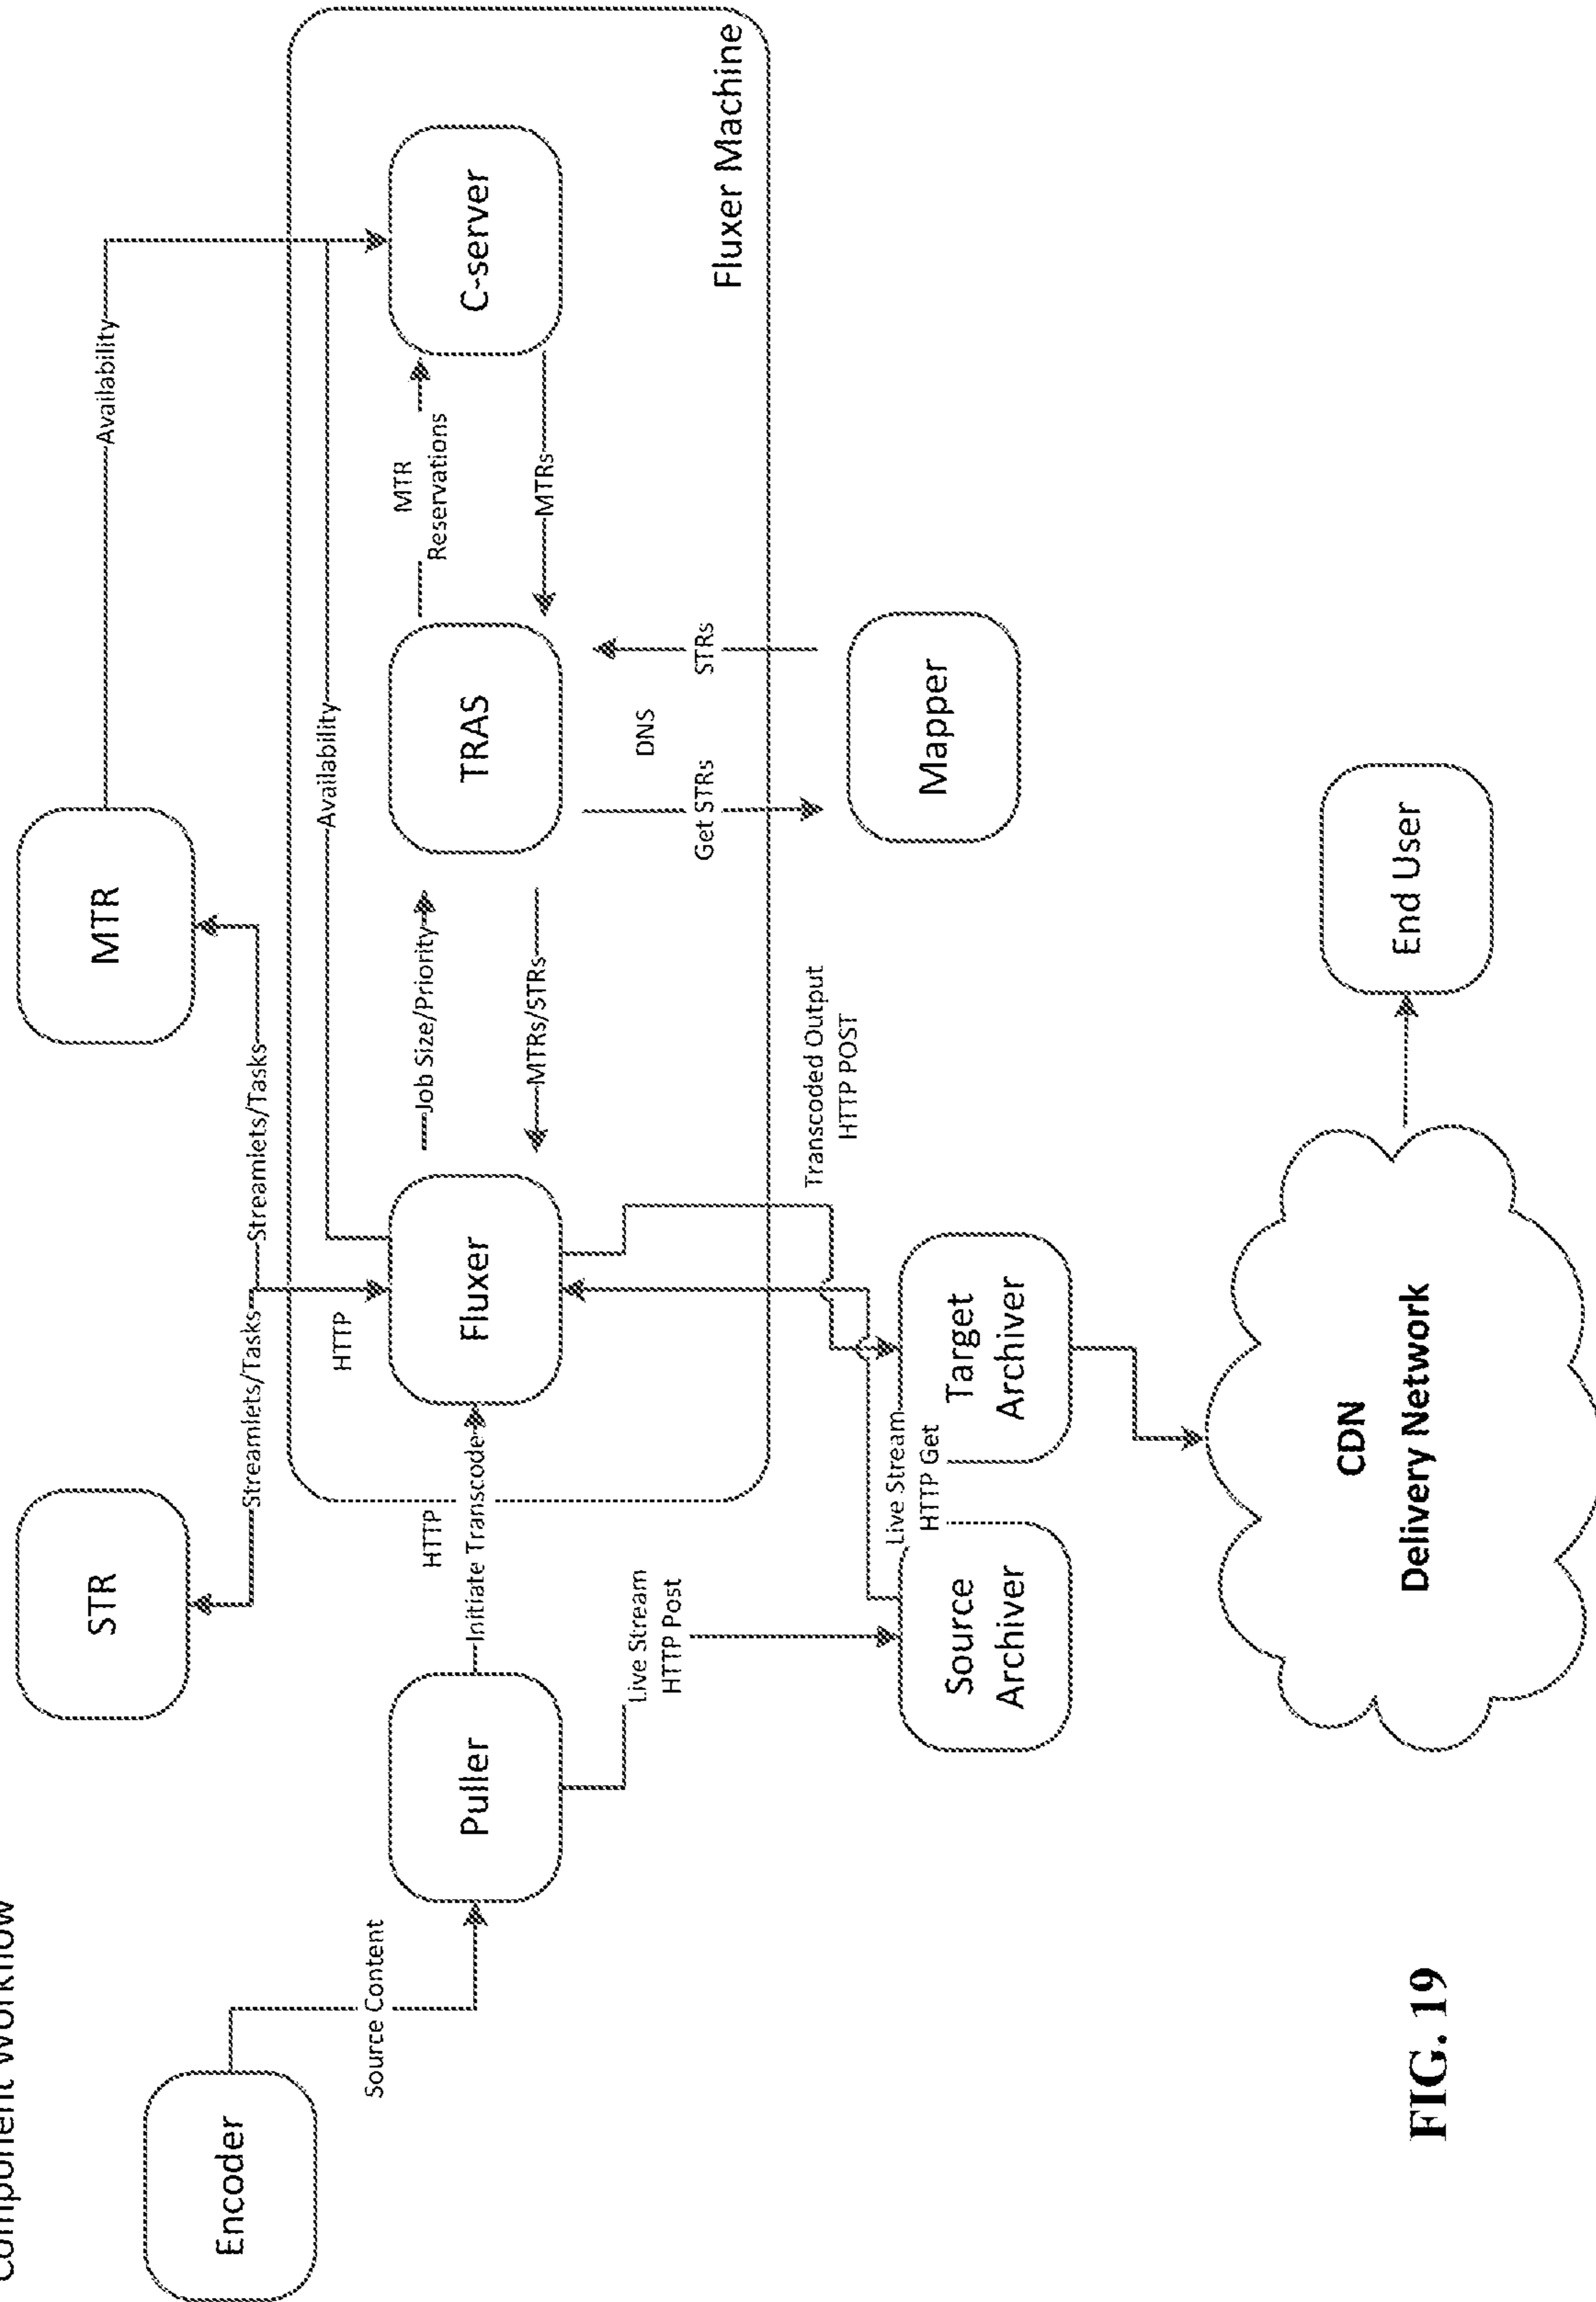 Component Workflow
STR
MTR
Streamlets/Tasks
Streamlets/Tasks
Availability
Encoder
Source Content
HTTP
Availability
Puller
HTTP
Initiate Transcode
Fluxer
Job Size/Priority
MTRs/STRs
TRAS
MTR
Reservations
MTRs
C-server
Live Stream
HTTP Post
Get STRs
DNS
STRs
Fluxer Machine
Transcoded Output
HTTP POST
Live Stream
HTTP Get
Source
Archiver
Target
Archiver
Mapper
CDN
Delivery Network
End User
FIG. 19